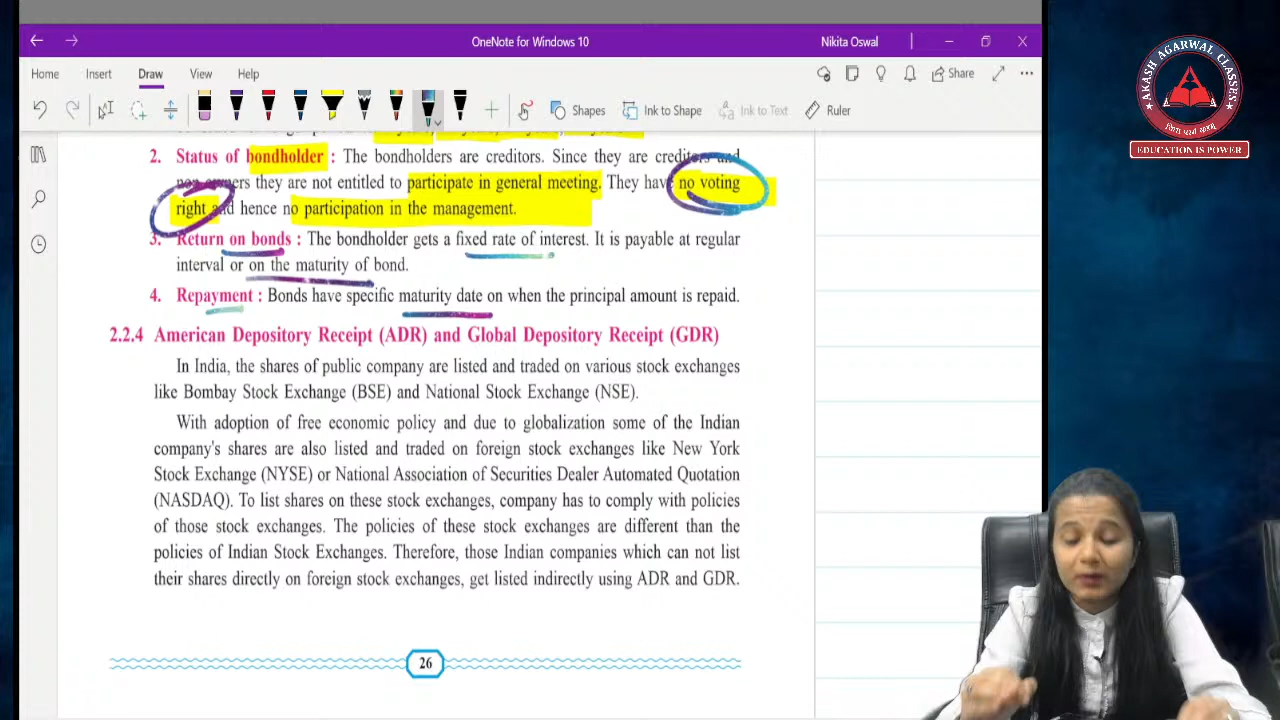 OneNote for Windows 10
Nikita Oswal
Home Insert Draw View Help
Share
Shapes Ink to Shape Ink to Text Ruler
2. Status of bondholder : The bondholders are creditors. Since they are creditors and
non owners they are not entitled to participate in general meeting. They have no voting
right and hence no participation in the management.
3. Return on bonds : The bondholder gets a fixed rate of interest. It is payable at regular
interval or on the maturity of bond.
4. Repayment : Bonds have specific maturity date on when the principal amount is repaid.
2.2.4 American Depository Receipt (ADR) and Global Depository Receipt (GDR)
In India, the shares of public company are listed and traded on various stock exchanges
like Bombay Stock Exchange (BSE) and National Stock Exchange (NSE).
With adoption of free economic policy and due to globalization some of the Indian
company's shares are also listed and traded on foreign stock exchanges like New York
Stock Exchange (NYSE) or National Association of Securities Dealer Automated Quotation
(NASDAQ). To list shares on these stock exchanges, company has to comply with policies
of those stock exchanges. The policies of these stock exchanges are different than the
policies of Indian Stock Exchanges. Therefore, those Indian companies which can not list
their shares directly on foreign stock exchanges, get listed indirectly using ADR and GDR.
26
AKASH AGARWAL CLASSES
EDUCATION IS POWER